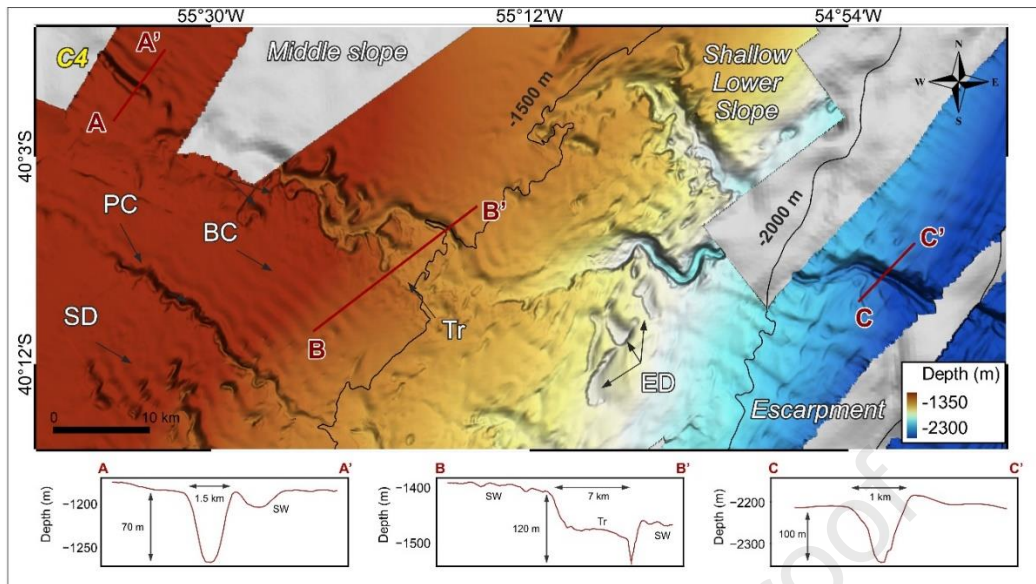 55°30'W 55°12'W 54°54'W
C4
A'
Middle slope
Shallow
Lower
Slope
N
W E
S
A
-1500 m
40°3'S
PC
BC
B'
-2000 m
C'
SD
B
Tr
C
ED
40°12'S
0 10 km
Escarpment
Depth (m)
-1350
-2300
A A'
Depth (m)
-1200
-1250
1.5 km
70 m
SW
B B'
Depth (m)
-1400
-1500
SW
7 km
120 m
Tr
SW
C C'
Depth (m)
-2200
-2300
1 km
100 m
ROOF